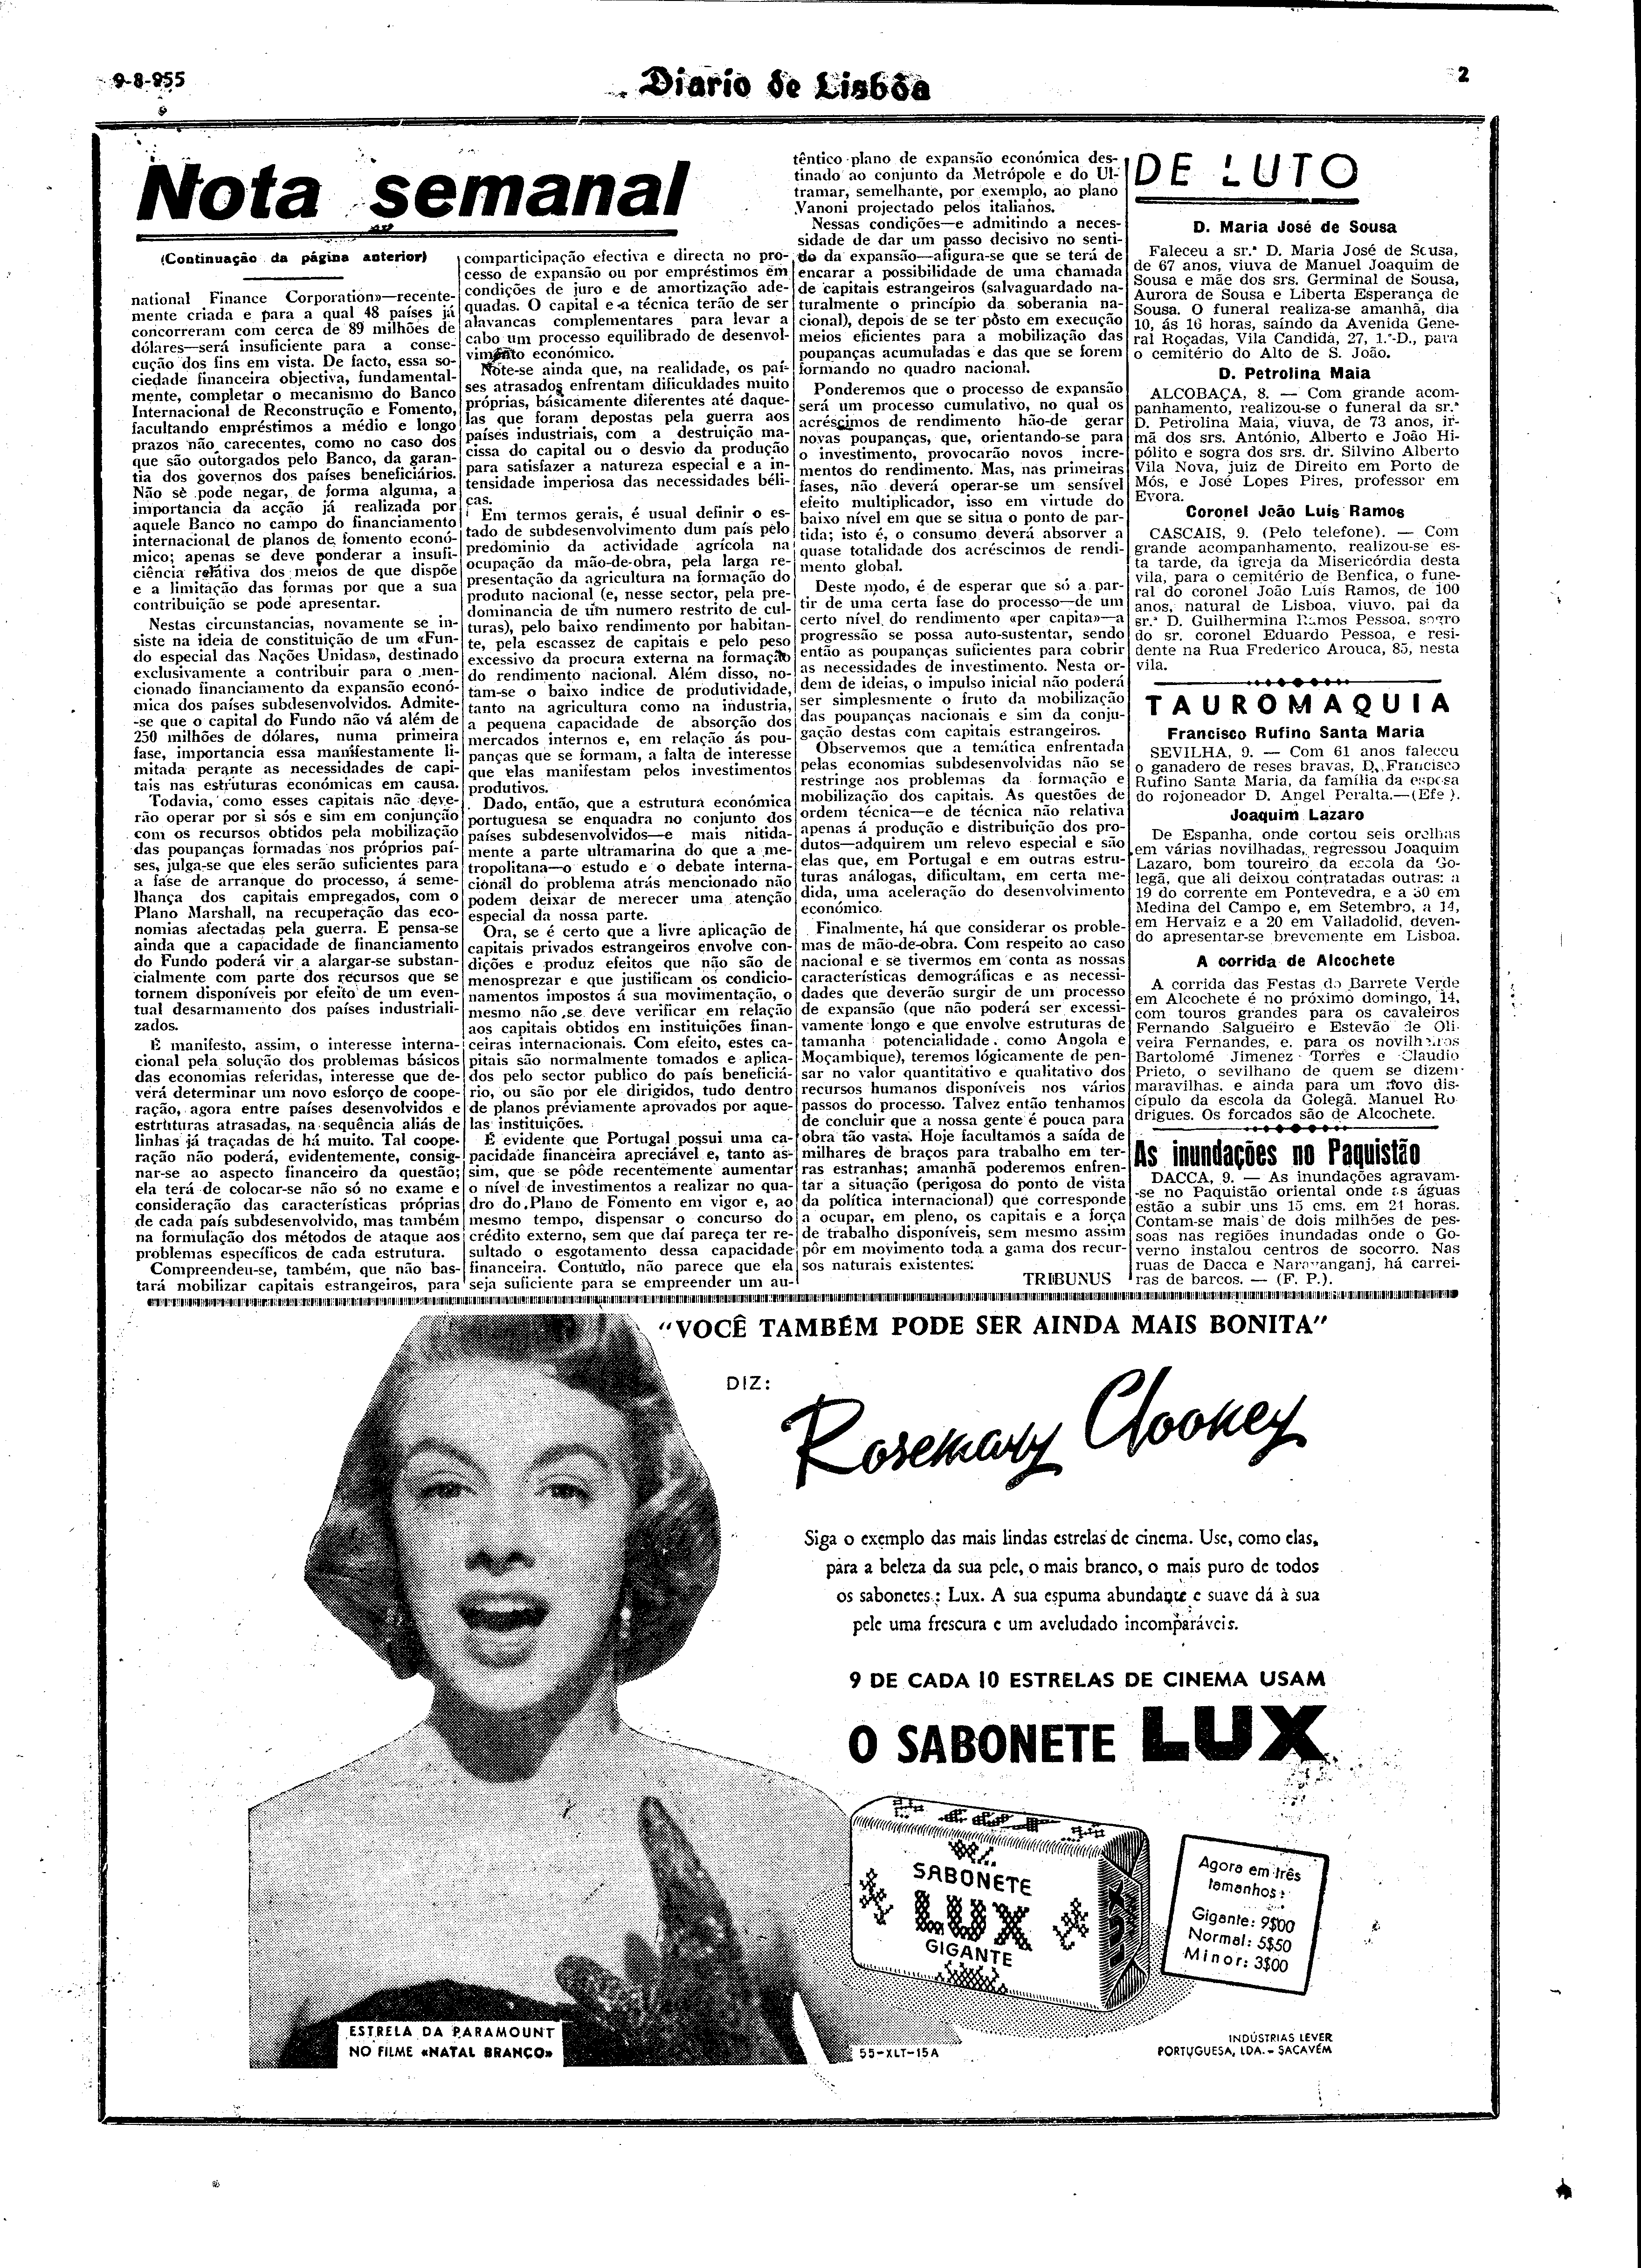 9-8-955
Diario de Lisbôa
2
Nota semanal
(Continuação da página anterior)
national Finance Corporation»—recente-
mente criada e para a qual 48 países já
concorreram com cerca de 89 milhões de
dólares—será insuficiente para a conse-
cução dos fins em vista. De facto, essa so-
ciedade financeira objectiva, fundamental-
mente, completar o mecanismo do Banco
Internacional de Reconstrução e Fomento,
facultando empréstimos a médio e longo
prazos não carecentes, como no caso dos
que são outorgados pelo Banco, da garan-
tia dos governos dos países beneficiários.
Não se pode negar, de forma alguma, a
importancia da acção já realizada por
aquele Banco no campo do financiamento
internacional de planos de fomento econó-
mico; apenas se deve ponderar a insufi-
ciência relativa dos meios de que dispõe
e a limitação das formas por que a sua
contribuição se pode apresentar.
Nestas circunstancias, novamente se in-
siste na ideia de constituição de um «Fun-
do especial das Nações Unidas», destinado
exclusivamente a contribuir para o men-
cionado financiamento da expansão econó-
mica dos países subdesenvolvidos. Admite-
-se que o capital do Fundo não vá além de
250 milhões de dólares, numa primeira
fase, importancia essa manifestamente li-
mitada perante as necessidades de capi-
tais nas estruturas económicas em causa.
Todavia, como esses capitais não deve-
rão operar por si sós e sim em conjunção
com os recursos obtidos pela mobilização
das poupanças formadas nos próprios paí-
ses, julga-se que eles serão suficientes para
a fase de arranque do processo, á seme-
lhança dos capitais empregados, com o
Plano Marshall, na recuperação das eco-
nomias afectadas pela guerra. E pensa-se
ainda que a capacidade de financiamento
do Fundo poderá vir a alargar-se substan-
cialmente com parte dos recursos que se
tornem disponíveis por efeito de um even-
tual desarmamento dos países industriali-
zados.
É manifesto, assim, o interesse interna-
cional pela solução dos problemas básicos
das economias referidas, interesse que de-
verá determinar um novo esforço de coope-
ração, agora entre países desenvolvidos e
estruturas atrasadas, na sequência aliás de
linhas já traçadas de há muito. Tal coope-
ração não poderá, evidentemente, consig-
nar-se ao aspecto financeiro da questão;
ela terá de colocar-se não só no exame e
consideração das características próprias
de cada país subdesenvolvido, mas também
na formulação dos métodos de ataque aos
problemas específicos de cada estrutura.
Compreendeu-se, também, que não bas-
tará mobilizar capitais estrangeiros, para
comparticipação efectiva e directa no pro-
cesso de expansão ou por empréstimos em
condições de juro e de amortização ade-
quadas. O capital e a técnica terão de ser
alavancas complementares para levar a
cabo um processo equilibrado de desenvol-
vimento económico.
Note-se ainda que, na realidade, os paí-
ses atrasados enfrentam dificuldades muito
próprias, básicamente diferentes até daque-
las que foram depostas pela guerra aos
países industriais, com a destruição ma-
cissa do capital ou o desvio da produção
para satisfazer a natureza especial e a in-
tensidade imperiosa das necessidades béli-
cas.
Em termos gerais, é usual definir o es-
tado de subdesenvolvimento dum país pelo
predominio da actividade agrícola na
ocupação da mão-de-obra, pela larga re-
presentação da agricultura na formação do
produto nacional (e, nesse sector, pela pre-
dominancia de um numero restrito de cul-
turas), pelo baixo rendimento por habitan-
te, pela escassez de capitais e pelo peso
excessivo da procura externa na formação
do rendimento nacional. Além disso, no-
tam-se o baixo indice de produtividade,
tanto na agricultura como na industria,
a pequena capacidade de absorção dos
mercados internos e, em relação ás pou-
panças que se formam, a falta de interesse
que elas manifestam pelos investimentos
produtivos.
Dado, então, que a estrutura económica
portuguesa se enquadra no conjunto dos
países subdesenvolvidos—e mais nitida-
mente a parte ultramarina do que a me-
tropolitana—o estudo e o debate interna-
cional do problema atrás mencionado não
podem deixar de merecer uma atenção
especial da nossa parte.
Ora, se é certo que a livre aplicação de
capitais privados estrangeiros envolve con-
dições e produz efeitos que não são de
menosprezar e que justificam os condicio-
namentos impostos á sua movimentação, o
mesmo não se deve verificar em relação
aos capitais obtidos em instituições finan-
ceiras internacionais. Com efeito, estes ca-
pitais são normalmente tomados e aplica-
dos pelo sector publico do país beneficiá-
rio, ou são por ele dirigidos, tudo dentro
de planos préviamente aprovados por aque-
las instituições.
É evidente que Portugal possui uma ca-
pacidade financeira apreciável e, tanto as-
sim, que se pôde recentemente aumentar
o nível de investimentos a realizar no qua-
dro do Plano de Fomento em vigor e, ao
mesmo tempo, dispensar o concurso do
crédito externo, sem que daí pareça ter re-
sultado o esgotamento dessa capacidade
financeira. Contudo, não parece que ela
seja suficiente para se empreender um au-
têntico plano de expansão económica des-
tinado ao conjunto da Metrópole e do Ul-
tramar, semelhante, por exemplo, ao plano
Vanoni projectado pelos italianos.
Nessas condições—e admitindo a neces-
sidade de dar um passo decisivo no senti-
do da expansão—afigura-se que se terá de
encarar a possibilidade de uma chamada
de capitais estrangeiros (salvaguardado na-
turalmente o princípio da soberania na-
cional), depois de se ter pôsto em execução
meios eficientes para a mobilização das
poupanças acumuladas e das que se forem
formando no quadro nacional.
Ponderemos que o processo de expansão
será um processo cumulativo, no qual os
acréscimos de rendimento hão-de gerar
novas poupanças, que, orientando-se para
o investimento, provocarão novos incre-
mentos do rendimento. Mas, nas primeiras
fases, não deverá operar-se um sensível
efeito multiplicador, isso em virtude do
baixo nível em que se situa o ponto de par-
tida; isto é, o consumo deverá absorver a
quase totalidade dos acréscimos de rendi-
mento global.
Deste modo, é de esperar que só a par-
tir de uma certa fase do processo—de um
certo nível do rendimento «per capita»—a
progressão se possa auto-sustentar, sendo
então as poupanças suficientes para cobrir
as necessidades de investimento. Nesta or-
dem de ideias, o impulso inicial não poderá
ser simplesmente o fruto da mobilização
das poupanças nacionais e sim da conju-
gação destas com capitais estrangeiros.
Observemos que a temática enfrentada
pelas economias subdesenvolvidas não se
restringe aos problemas da formação e
mobilização dos capitais. As questões de
ordem técnica—e de técnica não relativa
apenas á produção e distribuição dos pro-
dutos—adquirem um relevo especial e são
elas que, em Portugal e em outras estru-
turas análogas, dificultam, em certa me-
dida, uma aceleração do desenvolvimento
económico.
Finalmente, há que considerar os proble-
mas de mão-de-obra. Com respeito ao caso
nacional e se tivermos em conta as nossas
características demográficas e as necessi-
dades que deverão surgir de um processo
de expansão (que não poderá ser excessi-
vamente longo e que envolve estruturas de
tamanha potencialidade como Angola e
Moçambique), teremos lógicamente de pen-
sar no valor quantitativo e qualitativo dos
recursos humanos disponíveis nos vários
passos do processo. Talvez então tenhamos
de concluir que a nossa gente é pouca para
obra tão vasta. Hoje facultamos a saída de
milhares de braços para trabalho em ter-
ras estranhas; amanhã poderemos enfren-
tar a situação (perigosa do ponto de vista
da política internacional) que corresponde
a ocupar, em pleno, os capitais e a força
de trabalho disponíveis, sem mesmo assim
pôr em movimento toda a gama dos recur-
sos naturais existentes.
TRIBUNUS
DE LUTO
D. Maria José de Sousa
Faleceu a sr.ª D. Maria José de Sousa,
de 67 anos, viuva de Manuel Joaquim de
Sousa e mãe dos srs. Germinal de Sousa,
Aurora de Sousa e Liberta Esperança de
Sousa. O funeral realiza-se amanhã, dia
10, ás 16 horas, saíndo da Avenida Gene-
ral Roçadas, Vila Candida, 27, 1.º-D., para
o cemitério do Alto de S. João.
D. Petrolina Maia
ALCOBAÇA, 8. — Com grande acom-
panhamento, realizou-se o funeral da sr.ª
D. Petrolina Maia, viuva, de 73 anos, ir-
mã dos srs. António, Alberto e João Hi-
pólito e sogra dos srs. dr. Silvino Alberto
Vila Nova, juiz de Direito em Porto de
Mós, e José Lopes Pires, professor em
Evora.
Coronel João Luís Ramos
CASCAIS, 9. (Pelo telefone). — Com
grande acompanhamento, realizou-se es-
ta tarde, da igreja da Misericórdia desta
vila, para o cemitério de Benfica, o fune-
ral do coronel João Luís Ramos, de 100
anos, natural de Lisboa, viuvo, pai da
sr.ª D. Guilhermina Ramos Pessoa, sogro
do sr. coronel Eduardo Pessoa, e resi-
dente na Rua Frederico Arouca, 85, nesta
vila.
TAUROMAQUIA
Francisco Rufino Santa Maria
SEVILHA, 9. — Com 61 anos faleceu
o ganadero de reses bravas, D. Francisco
Rufino Santa Maria, da família da esposa
do rojoneador D. Angel Peralta.—(Efe).
Joaquim Lazaro
De Espanha, onde cortou seis orelhas
em várias novilhadas, regressou Joaquim
Lazaro, bom toureiro da escola da Go-
legã, que ali deixou contratadas outras: a
19 do corrente em Pontevedra, e a 30 em
Medina del Campo e, em Setembro, a 14,
em Hervaiz e a 20 em Valladolid, deven-
do apresentar-se brevemente em Lisboa.
A corrida de Alcochete
A corrida das Festas do Barrete Verde
em Alcochete é no próximo domingo, 14,
com touros grandes para os cavaleiros
Fernando Salgueiro e Estevão de Oli-
veira Fernandes, e, para os novilheiros
Bartolomé Jimenez Torres e Claudio
Prieto, o sevilhano de quem se dizem
maravilhas, e ainda para um novo dis-
cípulo da escola da Golegã, Manuel Ro-
drigues. Os forcados são de Alcochete.
As inundações no Paquistão
DACCA, 9. — As inundações agravam-
-se no Paquistão oriental onde as águas
estão a subir uns 15 cms. em 24 horas.
Contam-se mais de dois milhões de pes-
soas nas regiões inundadas onde o Go-
verno instalou centros de socorro. Nas
ruas de Dacca e Narayanganj, há carrei-
ras de barcos. — (F. P.).
“VOCÊ TAMBÉM PODE SER AINDA MAIS BONITA”
DIZ:
Rosemary Clooney
Siga o exemplo das mais lindas estrelas de cinema. Use, como elas,
para a beleza da sua pele, o mais branco, o mais puro de todos
os sabonetes: Lux. A sua espuma abundante e suave dá à sua
pele uma frescura e um aveludado incomparáveis.
9 DE CADA 10 ESTRELAS DE CINEMA USAM
O SABONETE LUX
SABONETE
LUX
GIGANTE
LUX
Agora em três
tamanhos:
Gigante: 9$00
Normal: 5$50
Minor: 3$00
ESTRELA DA PARAMOUNT
NO FILME «NATAL BRANCO»
55-XLT-15A
INDÚSTRIAS LEVER
PORTUGUESA, LDA. - SACAVÉM